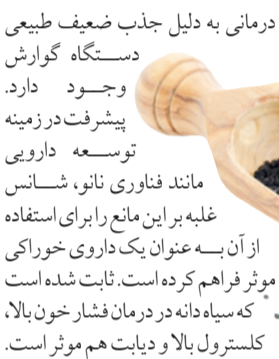 درمانی به دلیل جذب ضعیف طبیعی
دستگاه گوارش
وجود دارد.
پیشرفت در زمینه
توسعه دارویی
مانند فناوری نانو، شانس
غلبه بر این مانع را برای استفاده
از آن به عنوان یک داروی خوراکی
موثر فراهم کرده است. ثابت شده است
که سیاه دانه در درمان فشار خون بالا،
کلسترول بالا و دیابت هم موثر است.